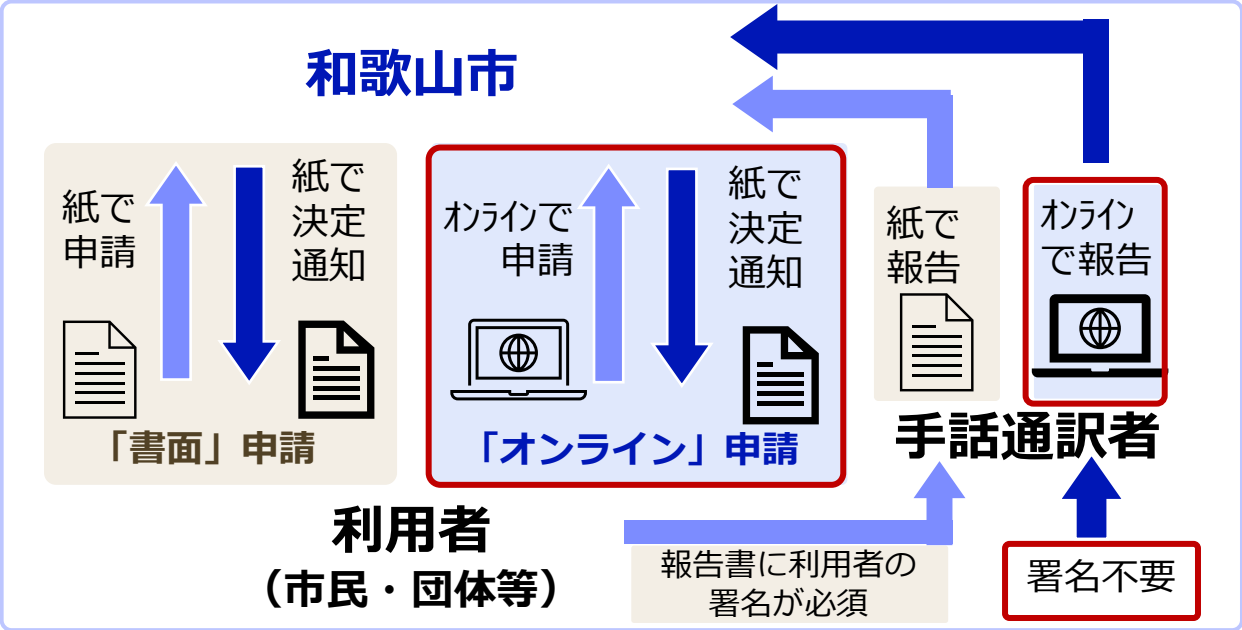 和歌山市
紙で
申請
紙で
決定
通知
「書面」申請
オンラインで
申請
紙で
決定
通知
「オンライン」申請
紙で
報告
オンライン
で報告
手話通訳者
利用者
（市民・団体等）
報告書に利用者の
署名が必須
署名不要